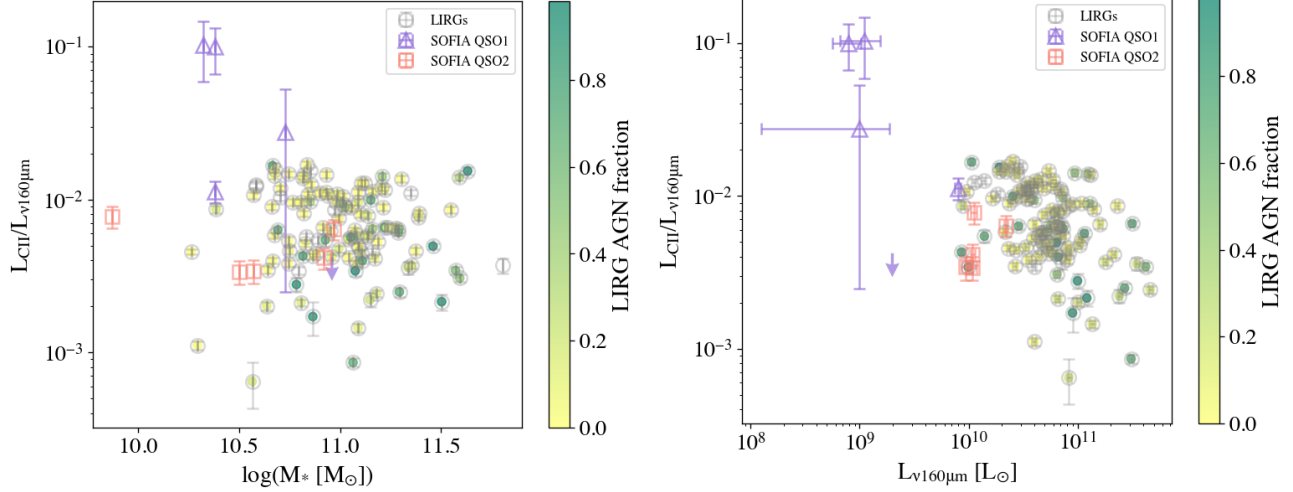 LIRGs
SOFIA QSO1
SOFIA QSO2
10⁻¹
10⁻²
10⁻³
L_CII/L_ν160μm
10.0 10.5 11.0 11.5
log(M_* [M_⊙])
0.0
0.2
0.4
0.6
0.8
LIRG AGN fraction
LIRGs
SOFIA QSO1
SOFIA QSO2
10⁻¹
10⁻²
10⁻³
L_CII/L_ν160μm
10⁸ 10⁹ 10¹⁰ 10¹¹
L_ν160μm [L_⊙]
0.0
0.2
0.4
0.6
0.8
LIRG AGN fraction